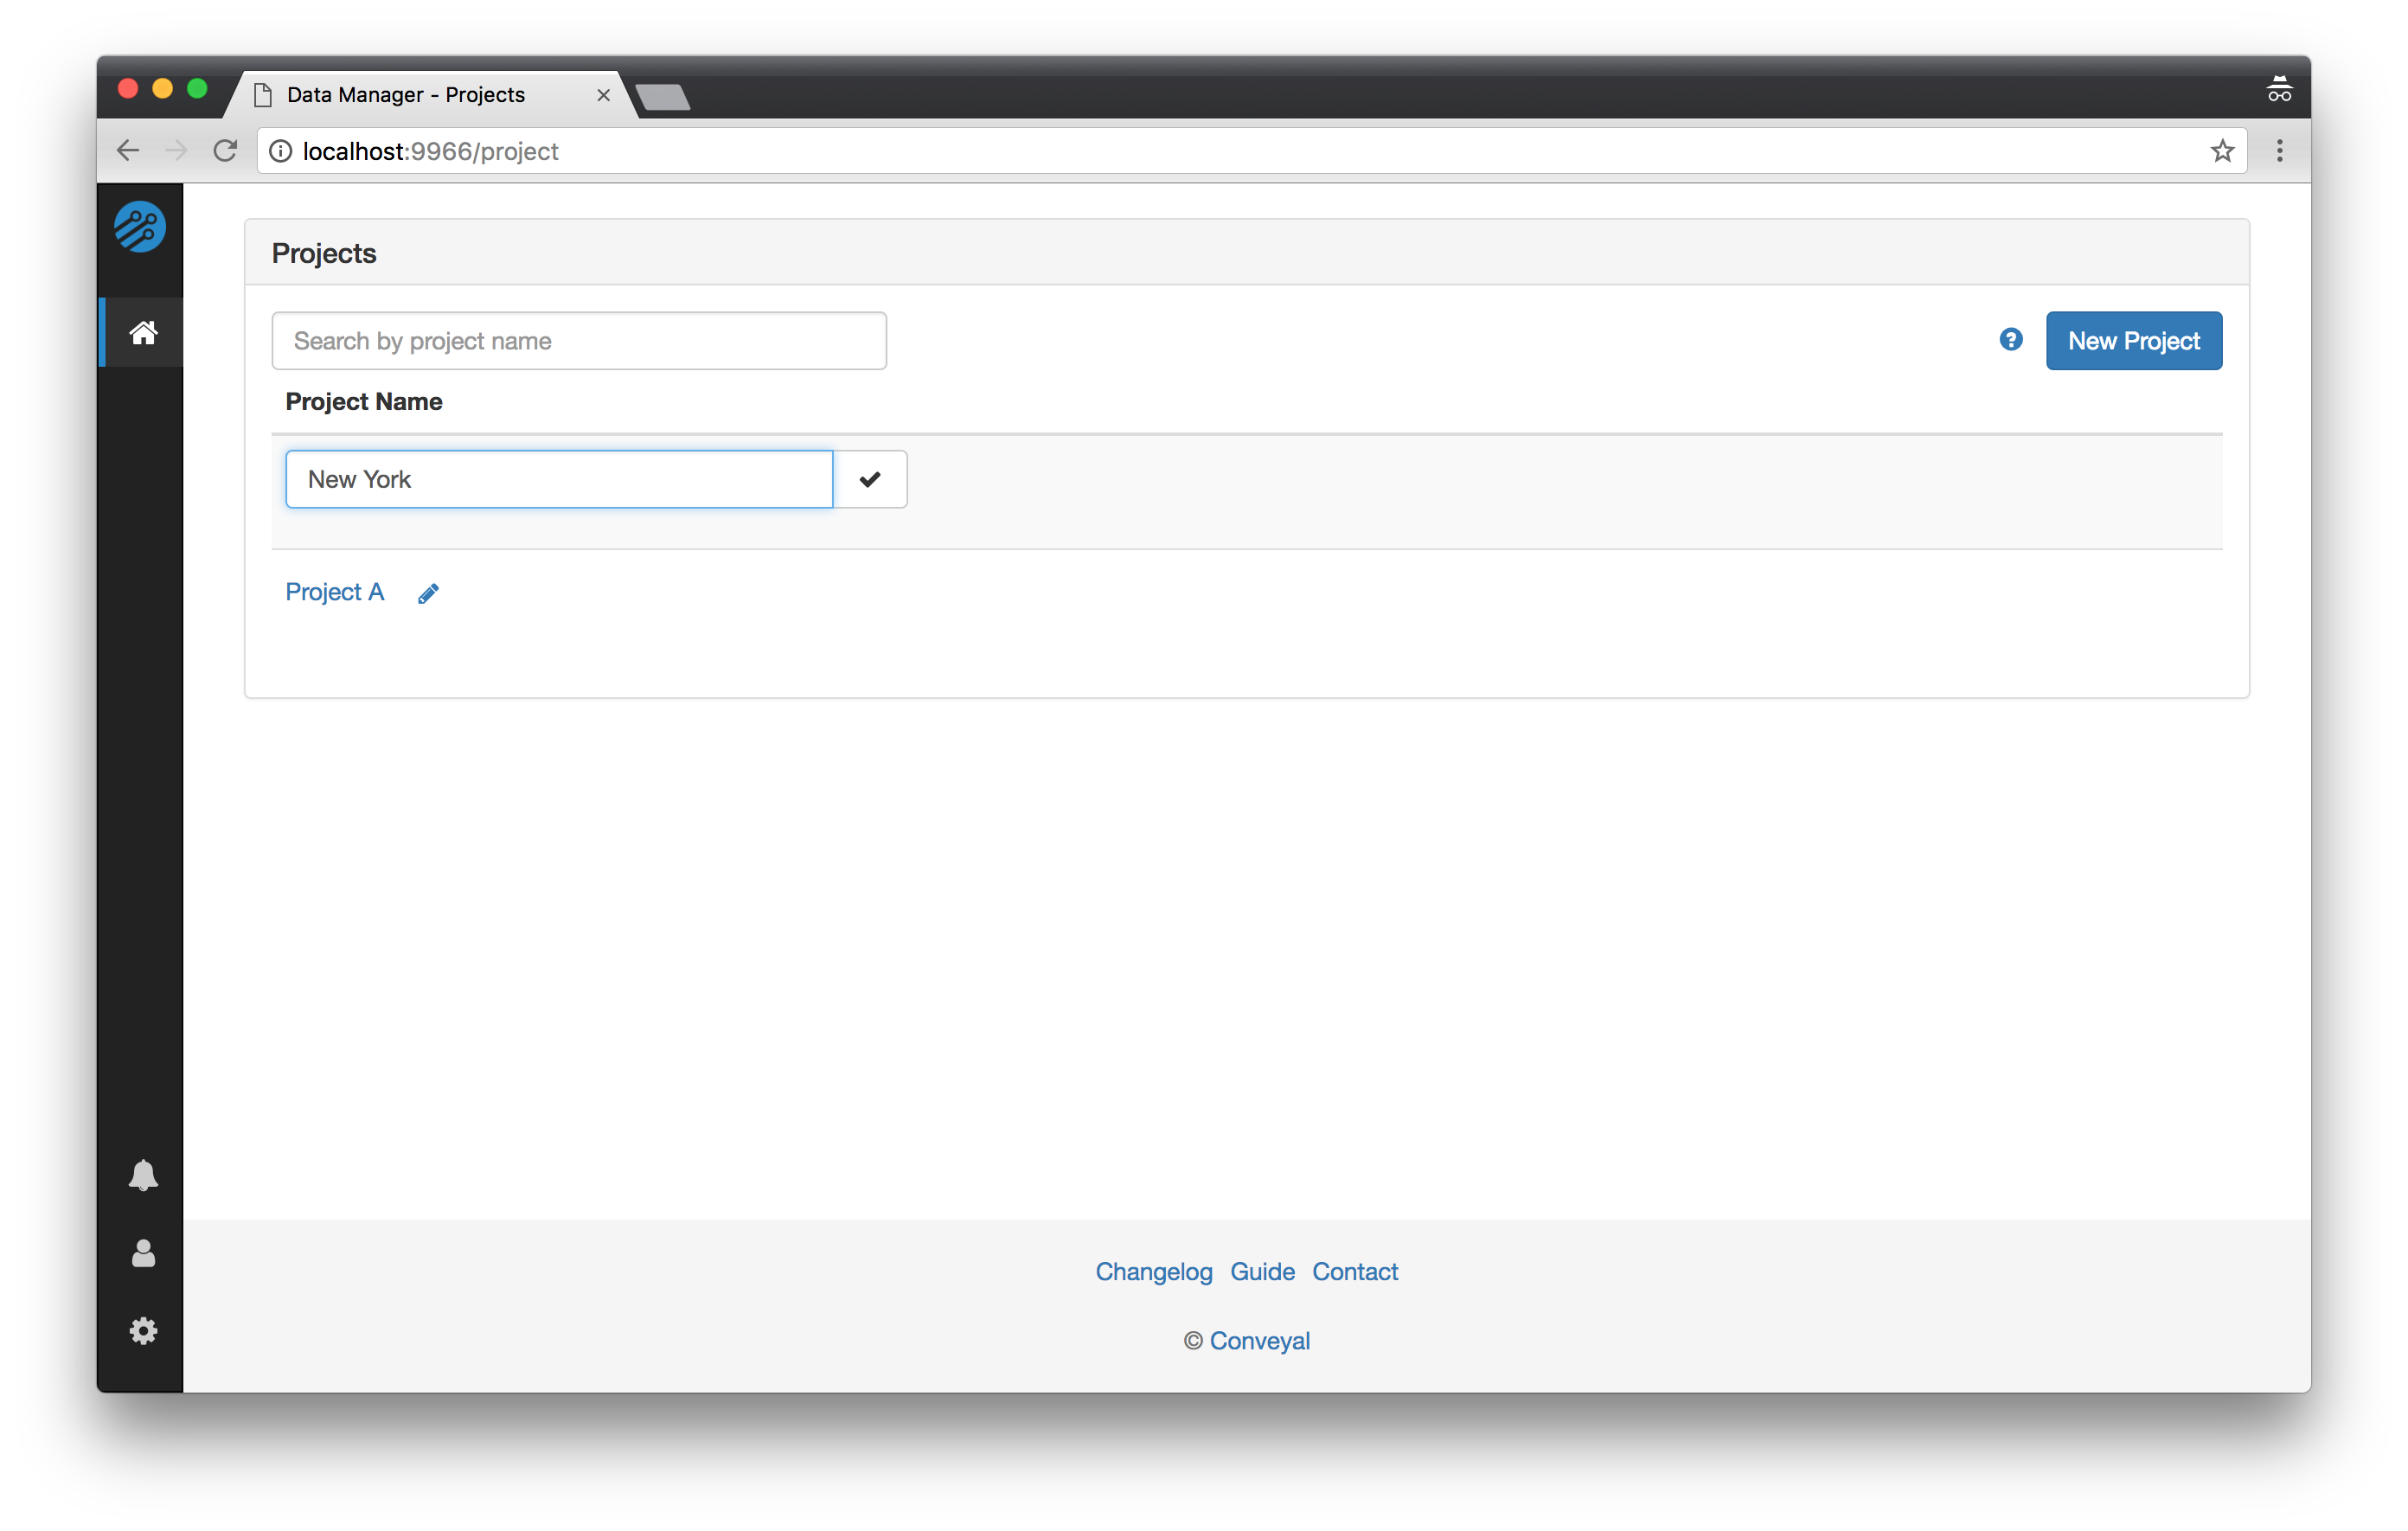 Data Manager - Projects
localhost:9966/project
Projects
Search by project name
New Project
Project Name
New York
Project A
Changelog Guide Contact
© Conveyal